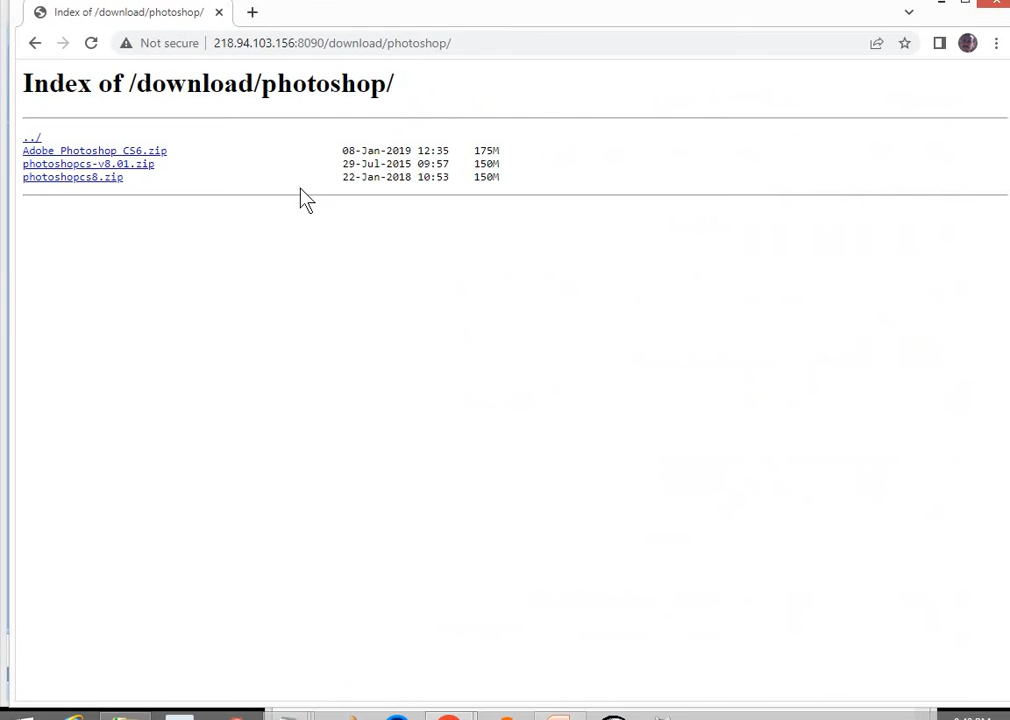 Index of /download/photoshop/
Not secure 218.94.103.156:8090/download/photoshop/
Index of /download/photoshop/
../
Adobe Photoshop CS6.zip 08-Jan-2019 12:35 175M
photoshopcs-v8.01.zip 29-Jul-2015 09:57 150M
photoshopcs8.zip 22-Jan-2018 10:53 150M